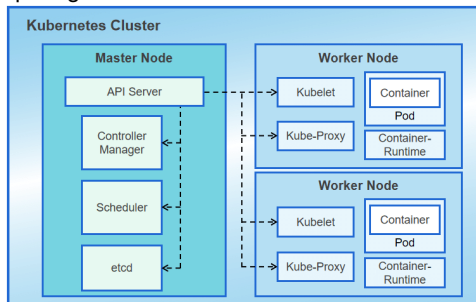 Kubernetes Cluster
Master Node
API Server
Controller
Manager
Scheduler
etcd
Worker Node
Kubelet
Container
Pod
Kube-Proxy
Container-
Runtime
Worker Node
Kubelet
Container
Pod
Kube-Proxy
Container-
Runtime